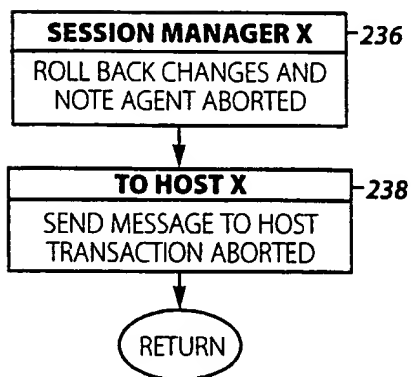 SESSION MANAGER X
236
ROLL BACK CHANGES AND
NOTE AGENT ABORTED
TO HOST X
238
SEND MESSAGE TO HOST
TRANSACTION ABORTED
RETURN